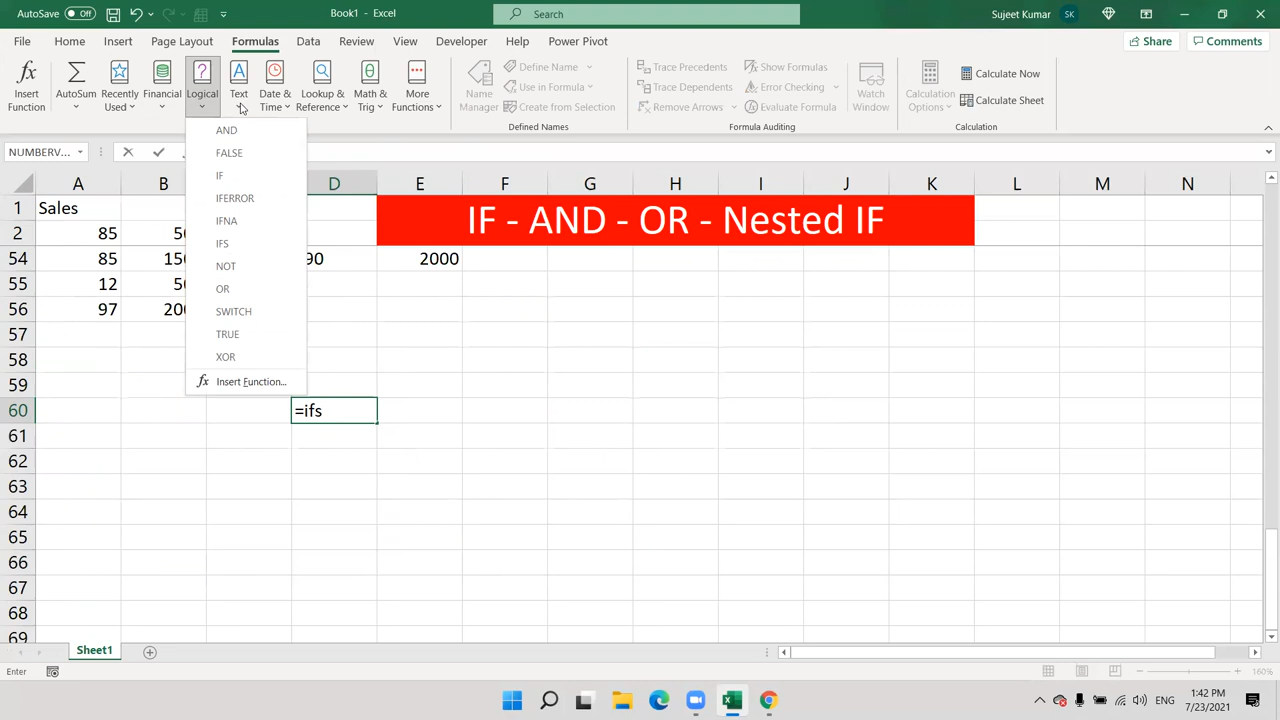 AutoSave Off Book1 - Excel Search Sujeet Kumar SK
File Home Insert Page Layout Formulas Data Review View Developer Help Power Pivot Share Comments
Insert Function
AutoSum
Recently Used
Financial
Logical
Text
Date & Time
Lookup & Reference
Math & Trig
More Functions
Name Manager
Define Name
Use in Formula
Create from Selection
Defined Names
Trace Precedents
Trace Dependents
Remove Arrows
Show Formulas
Error Checking
Evaluate Formula
Formula Auditing
Watch Window
Calculation Options
Calculate Now
Calculate Sheet
Calculation
NUMBERV...
AND
FALSE
IF
IFERROR
IFNA
IFS
NOT
OR
SWITCH
TRUE
XOR
fx Insert Function...
A B D E F G H I J K L M N
1 Sales IF - AND - OR - Nested IF
2 85
54 85 90 2000
55 12
56 97
57
58
59
60 =ifs
61
62
63
64
65
66
67
68
69
Sheet1
Enter 160%
ENG 1:42 PM
7/23/2021